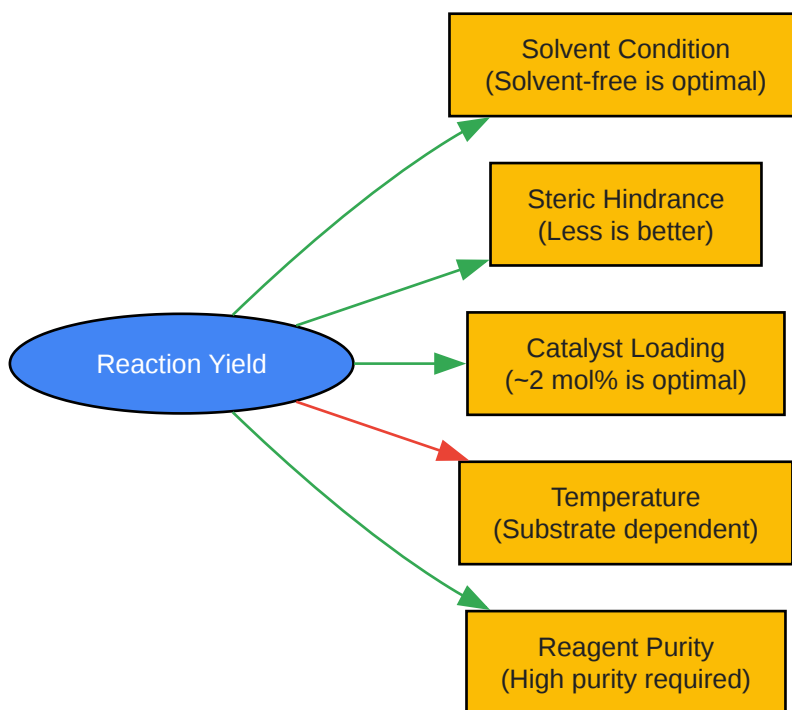 Solvent Condition
(Solvent-free is optimal)
Steric Hindrance
(Less is better)
Reaction Yield
Catalyst Loading
(~2 mol% is optimal)
Temperature
(Substrate dependent)
Reagent Purity
(High purity required)